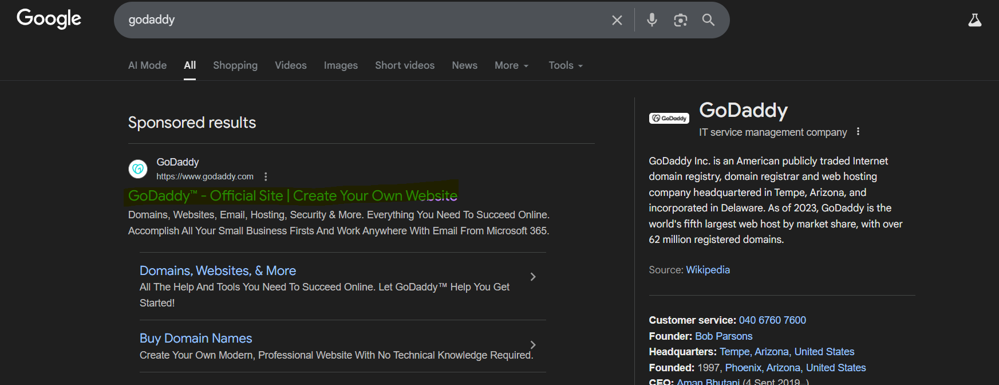 Google
godaddy
AI Mode
All
Shopping
Videos
Images
Short videos
News
More
Tools
Sponsored results
GoDaddy
https://www.godaddy.com
GoDaddy™ - Official Site | Create Your Own Website
Domains, Websites, Email, Hosting, Security & More. Everything You Need To Succeed Online.
Accomplish All Your Small Business Firsts And Work Anywhere With Email From Microsoft 365.
Domains, Websites, & More
All The Help And Tools You Need To Succeed Online. Let GoDaddy™ Help You Get
Started!
Buy Domain Names
Create Your Own Modern, Professional Website With No Technical Knowledge Required.
GoDaddy
GoDaddy
IT service management company
GoDaddy Inc. is an American publicly traded Internet
domain registry, domain registrar and web hosting
company headquartered in Tempe, Arizona, and
incorporated in Delaware. As of 2023, GoDaddy is the
world's fifth largest web host by market share, with over
62 million registered domains.
Source: Wikipedia
Customer service: 040 6760 7600
Founder: Bob Parsons
Headquarters: Tempe, Arizona, United States
Founded: 1997, Phoenix, Arizona, United States
CEO: Aman Bhutani (4 Sept 2019–)